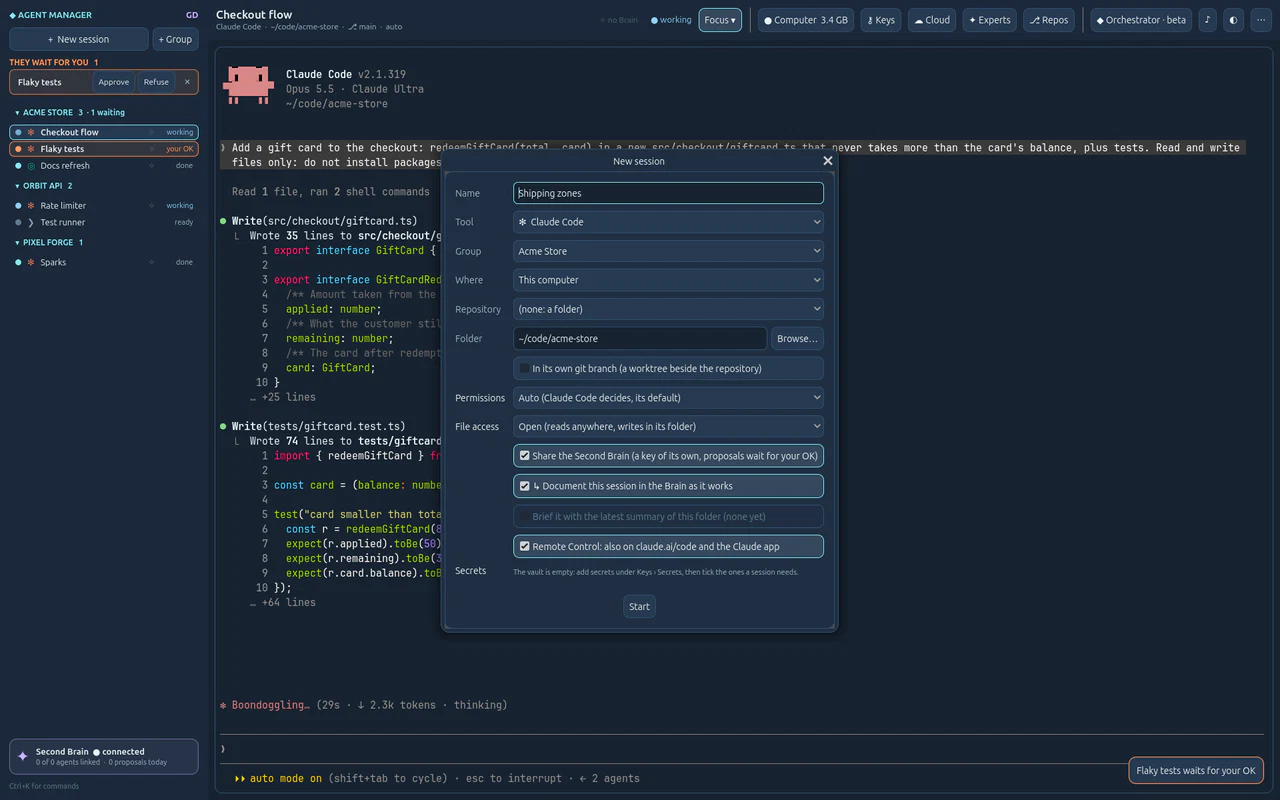 ◆ AGENT MANAGER GD
+ New session + Group
THEY WAIT FOR YOU 1
Flaky tests Approve Refuse ×
▾ ACME STORE 3 · 1 waiting
Checkout flow working
Flaky tests your OK
Docs refresh done
▾ ORBIT API 2
Rate limiter working
Test runner ready
▾ PIXEL FORGE 1
Sparks done
Second Brain ● connected
0 of 0 agents linked · 0 proposals today
Ctrl+K for commands
Checkout flow
Claude Code · ~/code/acme-store · main · auto
no Brain ● working Focus ▾ Computer 3.4 GB Keys Cloud Experts Repos ◆ Orchestrator · beta ♪ ◐ ...
Claude Code v2.1.319
Opus 5.5 · Claude Ultra
~/code/acme-store
❯ Add a gift card to the checkout: redeemGiftCard(total, card) in a new src/checkout/giftcard.ts that never takes more than the card's balance, plus tests. Read and write
files only: do not install packages
Read 1 file, ran 2 shell commands
● Write(src/checkout/giftcard.ts)
Wrote 35 lines to src/checkout/g
1 export interface GiftCard {
2
3 export interface GiftCardRed
4 /** Amount taken from the
5 applied: number;
6 /** What the customer stil
7 remaining: number;
8 /** The card after redempt
9 card: GiftCard;
10 }
… +25 lines
● Write(tests/giftcard.test.ts)
Wrote 74 lines to tests/giftcard
1 import { redeemGiftCard } fr
2
3 const card = (balance: numbe
4
5 test("card smaller than tota
6 const r = redeemGiftCard(8
7 expect(r.applied).toBe(50)
8 expect(r.remaining).toBe(3
9 expect(r.card.balance).toB
10 });
… +64 lines
✻ Boondoggling… (29s · ↓ 2.3k tokens · thinking)
❯
▸▸ auto mode on (shift+tab to cycle) · esc to interrupt · ← 2 agents
New session ✕
Name Shipping zones
Tool ✻ Claude Code
Group Acme Store
Where This computer
Repository (none: a folder)
Folder ~/code/acme-store Browse...
In its own git branch (a worktree beside the repository)
Permissions Auto (Claude Code decides, its default)
File access Open (reads anywhere, writes in its folder)
Share the Second Brain (a key of its own, proposals wait for your OK)
↳ Document this session in the Brain as it works
Brief it with the latest summary of this folder (none yet)
Remote Control: also on claude.ai/code and the Claude app
Secrets The vault is empty: add secrets under Keys › Secrets, then tick the ones a session needs.
Start
Flaky tests waits for your OK